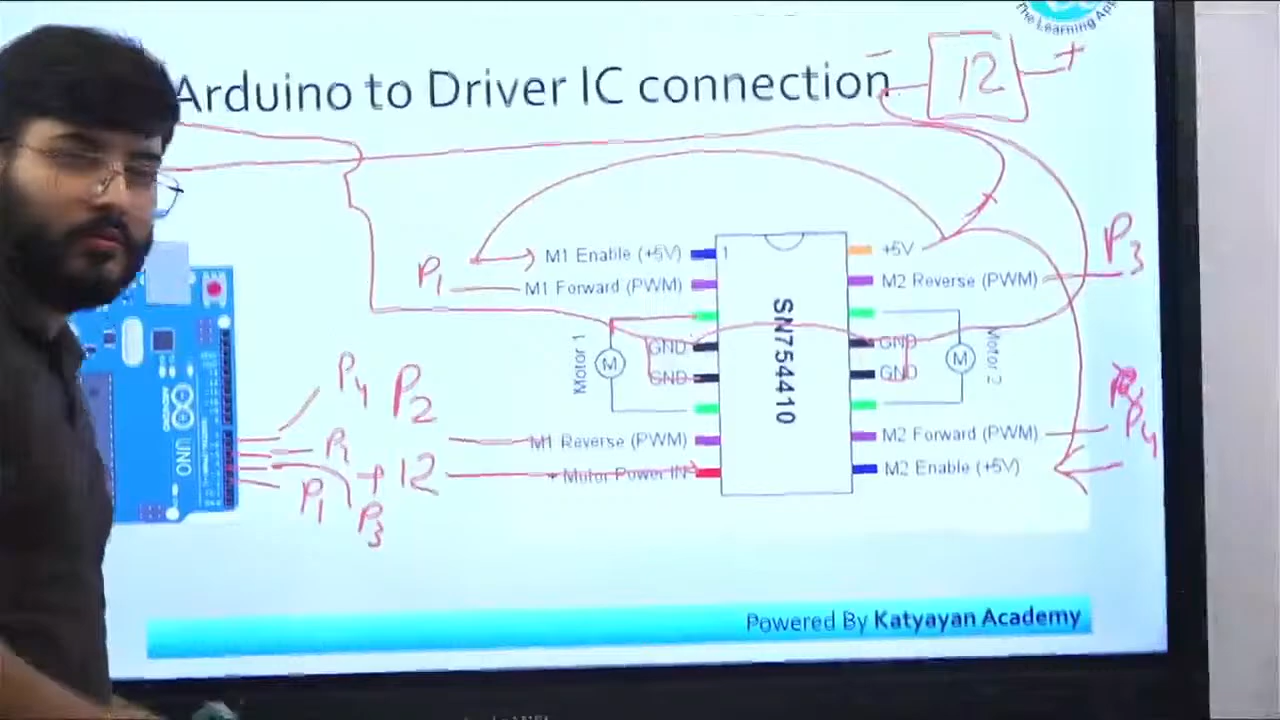 The Learning App
Arduino to Driver IC connection
- 12 +
M1 Enable (+5V)
1
+5V
P1
M1 Forward (PWM)
M2 Reverse (PWM)
P3
SN754410
Motor 1
M
GND
GND
GND
GND
M
Motor 2
P4
P2
M1 Reverse (PWM)
M2 Forward (PWM)
P4
P1
+12
+ Motor Power IN
M2 Enable (+5V)
P1
P3
UNO
ARDUINO
Powered By Katyayan Academy